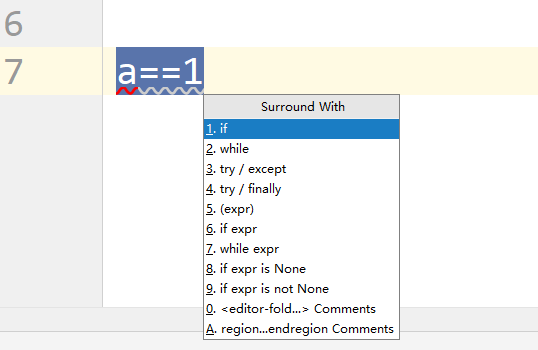 6
7 a==1
Surround With
1. if
2. while
3. try / except
4. try / finally
5. (expr)
6. if expr
7. while expr
8. if expr is None
9. if expr is not None
0. <editor-fold...> Comments
A. region...endregion Comments